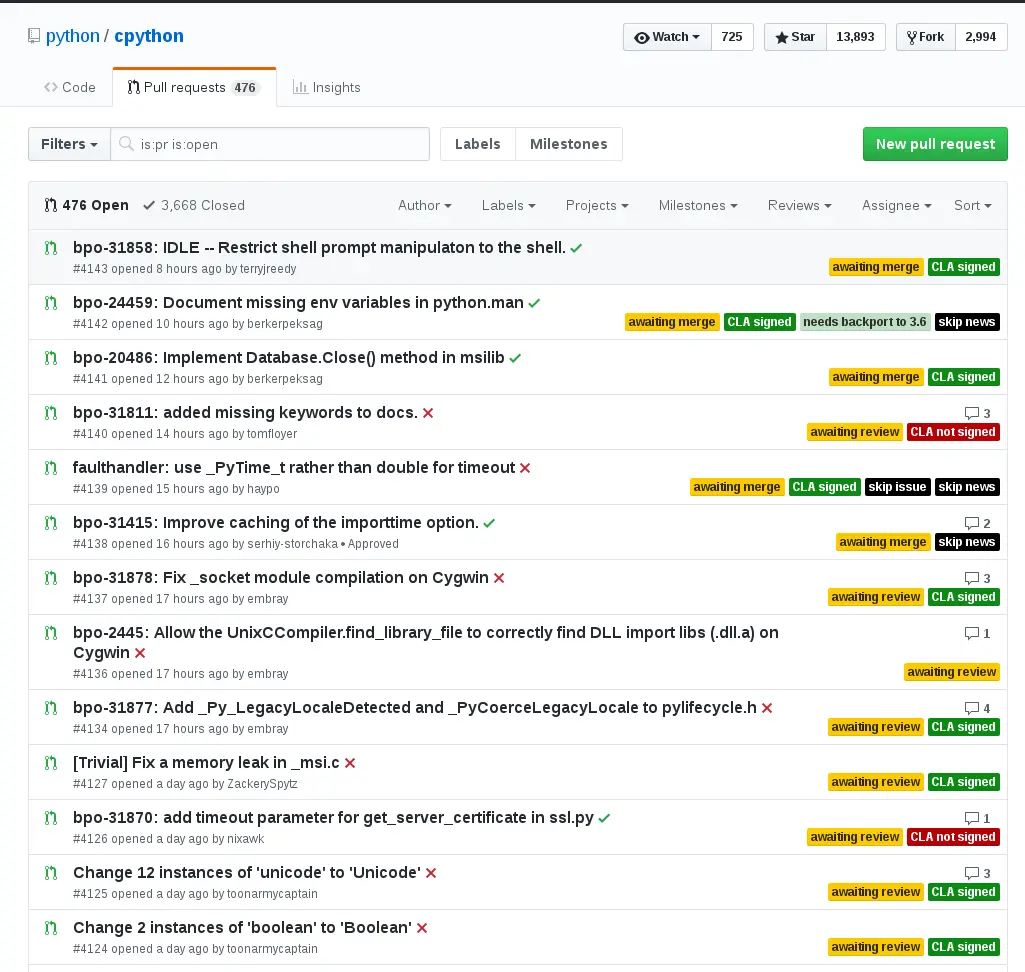 python / cpython
Watch 725 Star 13,893 Fork 2,994
Code Pull requests 476 Insights
Filters is:pr is:open Labels Milestones New pull request
476 Open 3,668 Closed Author Labels Projects Milestones Reviews Assignee Sort
bpo-31858: IDLE -- Restrict shell prompt manipulaton to the shell.
#4143 opened 8 hours ago by terryjreedy
awaiting merge CLA signed
bpo-24459: Document missing env variables in python.man
#4142 opened 10 hours ago by berkerpeksag
awaiting merge CLA signed needs backport to 3.6 skip news
bpo-20486: Implement Database.Close() method in msilib
#4141 opened 12 hours ago by berkerpeksag
awaiting merge CLA signed
bpo-31811: added missing keywords to docs. 3
#4140 opened 14 hours ago by tomfloyer
awaiting review CLA not signed
faulthandler: use _PyTime_t rather than double for timeout
#4139 opened 15 hours ago by haypo
awaiting merge CLA signed skip issue skip news
bpo-31415: Improve caching of the importtime option. 2
#4138 opened 16 hours ago by serhiy-storchaka • Approved
awaiting merge skip news
bpo-31878: Fix _socket module compilation on Cygwin 3
#4137 opened 17 hours ago by embray
awaiting review CLA signed
bpo-2445: Allow the UnixCCompiler.find_library_file to correctly find DLL import libs (.dll.a) on 1
Cygwin
#4136 opened 17 hours ago by embray
awaiting review
bpo-31877: Add _Py_LegacyLocaleDetected and _PyCoerceLegacyLocale to pylifecycle.h 4
#4134 opened 17 hours ago by embray
awaiting review CLA signed
[Trivial] Fix a memory leak in _msi.c
#4127 opened a day ago by ZackerySpytz
awaiting review CLA signed
bpo-31870: add timeout parameter for get_server_certificate in ssl.py 1
#4126 opened a day ago by nixawk
awaiting review CLA not signed
Change 12 instances of 'unicode' to 'Unicode' 3
#4125 opened a day ago by toonarmycaptain
awaiting review CLA signed
Change 2 instances of 'boolean' to 'Boolean'
#4124 opened a day ago by toonarmycaptain
awaiting review CLA signed